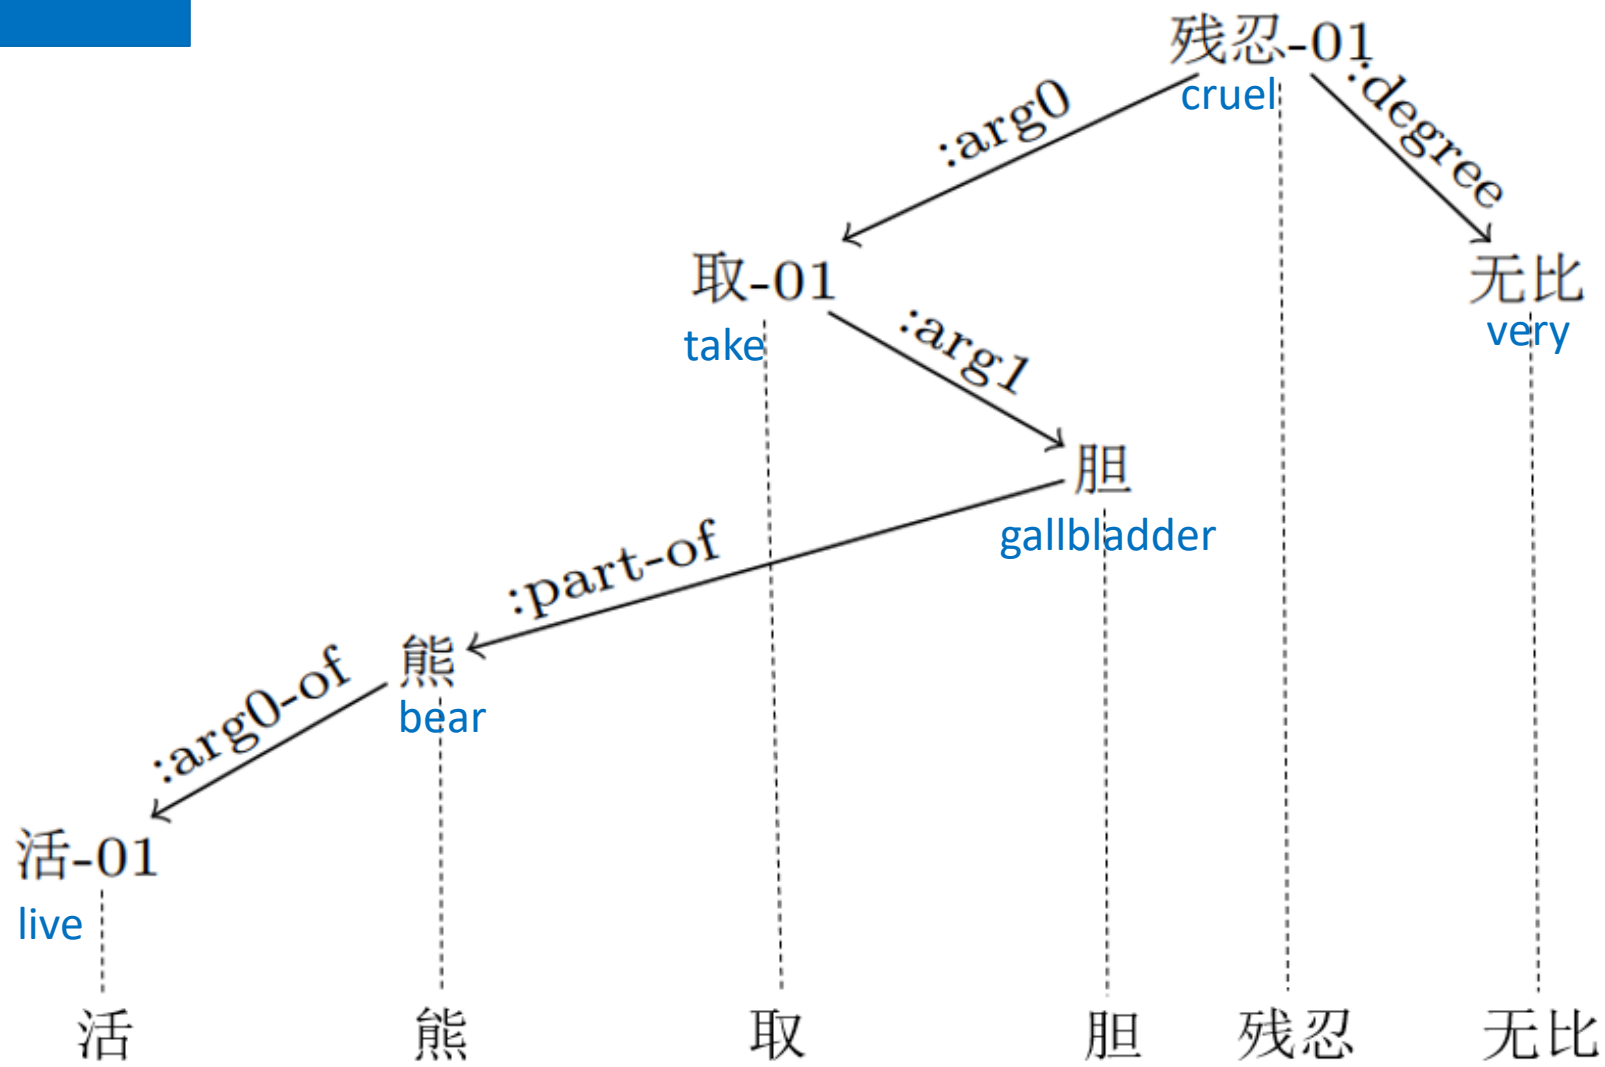 残忍-01
cruel
:arg0
:degree
取-01
take
无比
very
:arg1
胆
gallbladder
:part-of
熊
bear
:arg0-of
活-01
live
活 熊 取 胆 残忍 无比